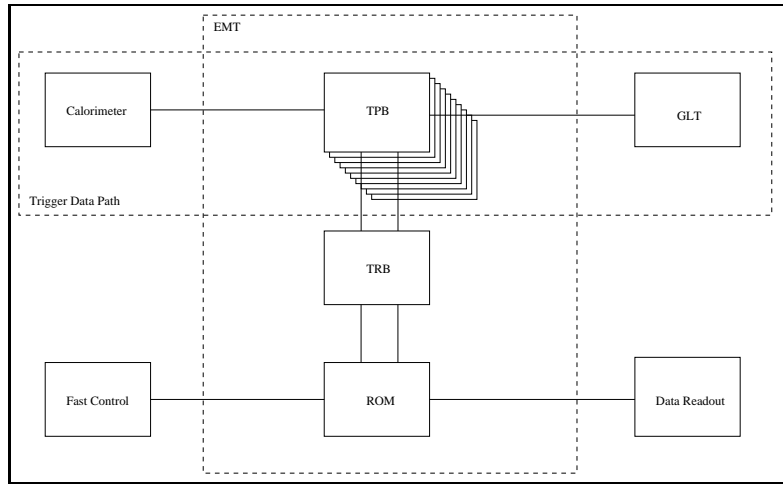 EMT
Calorimeter
TPB
GLT
Trigger Data Path
TRB
Fast Control
ROM
Data Readout